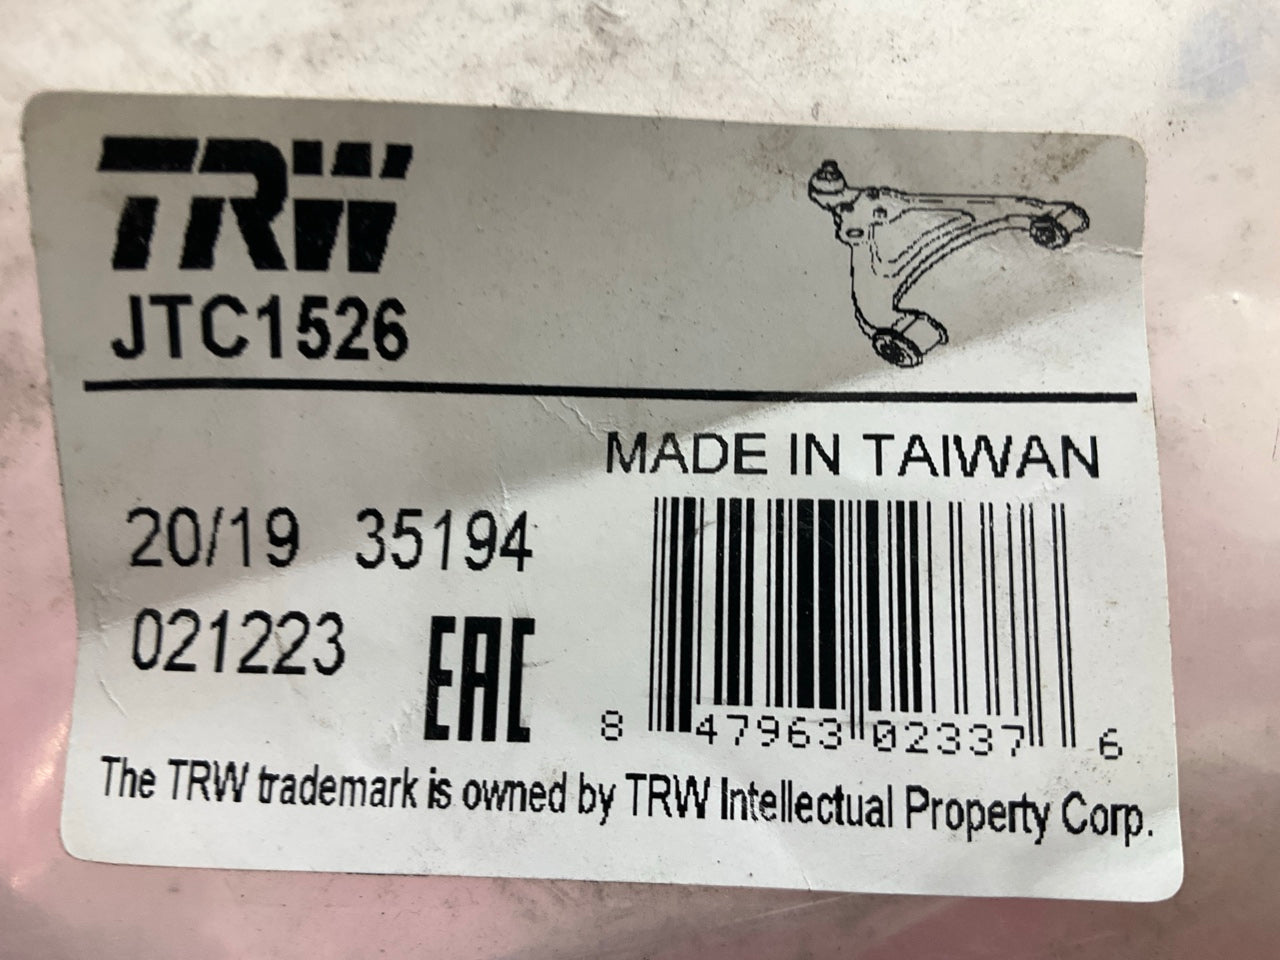 TRW
JTC1526
MADE IN TAIWAN
20/19 35194
021223
EAC
8 47963 02337 6
The TRW trademark is owned by TRW Intellectual Property Corp.